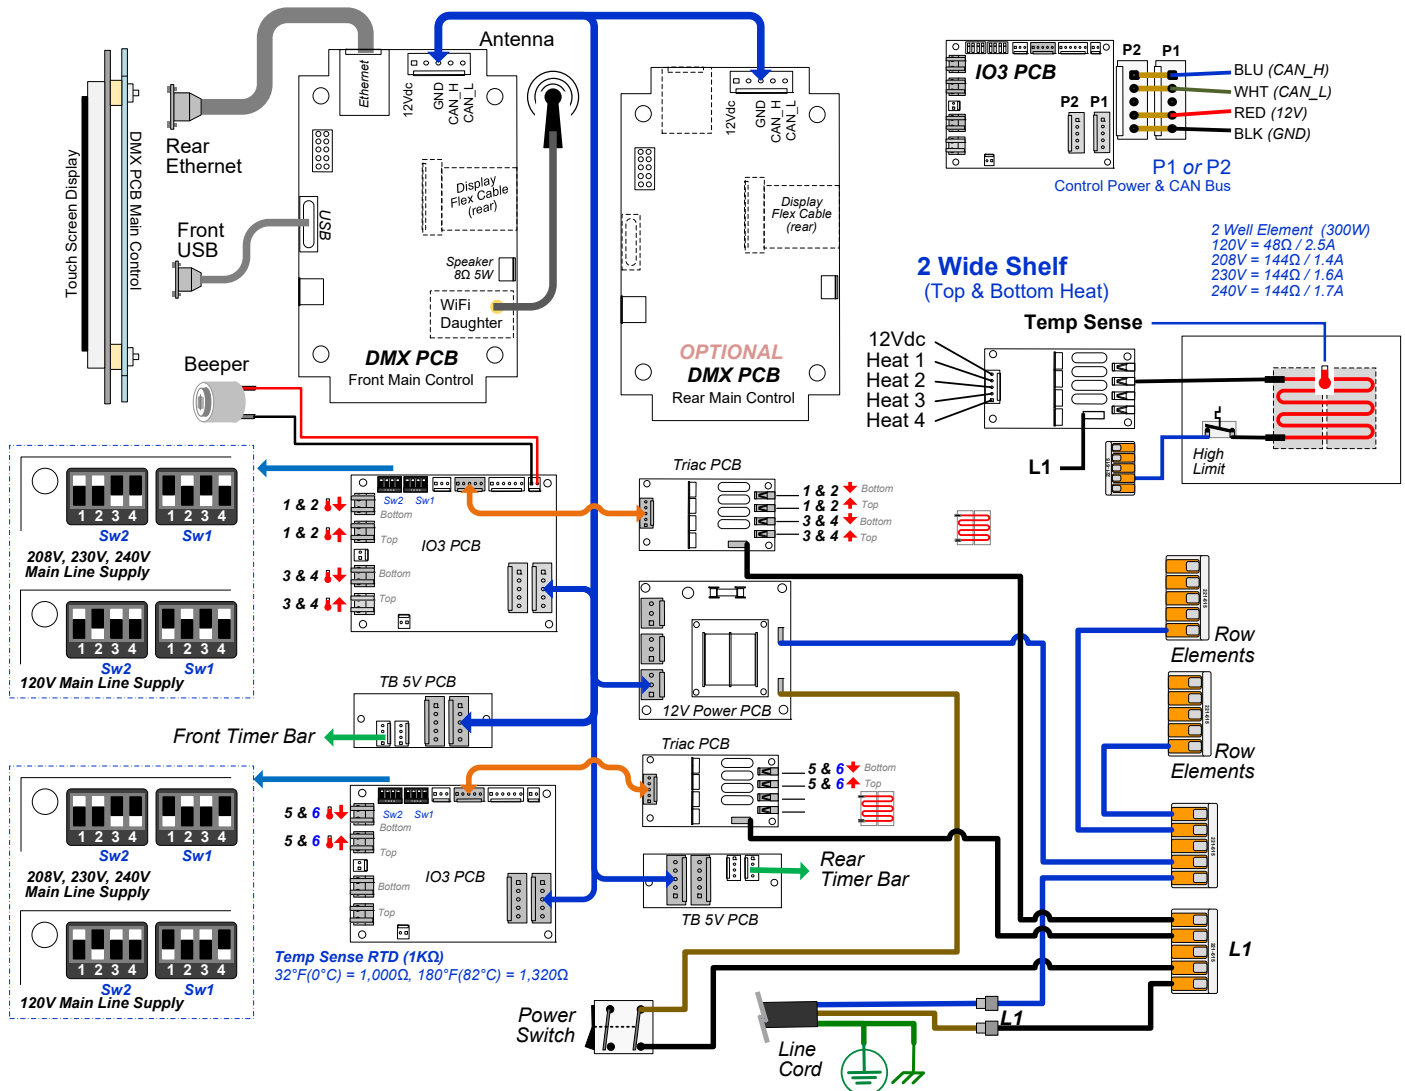 Touch Screen Display
DMX PCB Main Control
Rear
Ethernet
Front
USB
Beeper
Ethernet
12Vdc
GND
CAN_H
CAN_L
Antenna
USB
Display
Flex Cable
(rear)
Speaker
8Ω 5W
WiFi
Daughter
DMX PCB
Front Main Control
12Vdc
GND
CAN_H
CAN_L
Display
Flex Cable
(rear)
OPTIONAL
DMX PCB
Rear Main Control
IO3 PCB
P2 P1
P2 P1
BLU (CAN_H)
WHT (CAN_L)
RED (12V)
BLK (GND)
P1 or P2
Control Power & CAN Bus
2 Well Element (300W)
120V = 48Ω / 2.5A
208V = 144Ω / 1.4A
230V = 144Ω / 1.6A
240V = 144Ω / 1.7A
2 Wide Shelf
(Top & Bottom Heat)
Temp Sense
12Vdc
Heat 1
Heat 2
Heat 3
Heat 4
L1
High
Limit
1 2 3 4 1 2 3 4
Sw2 Sw1
208V, 230V, 240V
Main Line Supply
1 2 3 4 1 2 3 4
Sw2 Sw1
120V Main Line Supply
Sw2 Sw1
1 & 2 Bottom
1 & 2 Top
IO3 PCB
3 & 4 Bottom
3 & 4 Top
Triac PCB
1 & 2 Bottom
1 & 2 Top
3 & 4 Bottom
3 & 4 Top
12V Power PCB
TB 5V PCB
Front Timer Bar
Triac PCB
5 & 6 Bottom
5 & 6 Top
221-615
Row
Elements
221-615
Row
Elements
221-615
1 2 3 4 1 2 3 4
Sw2 Sw1
208V, 230V, 240V
Main Line Supply
1 2 3 4 1 2 3 4
Sw2 Sw1
120V Main Line Supply
Sw2 Sw1
5 & 6 Bottom
5 & 6 Top
IO3 PCB
Bottom
Top
Rear
Timer Bar
TB 5V PCB
Temp Sense RTD (1KΩ)
32°F(0°C) = 1,000Ω, 180°F(82°C) = 1,320Ω
221-615
L1
Power
Switch
Line
Cord
L1